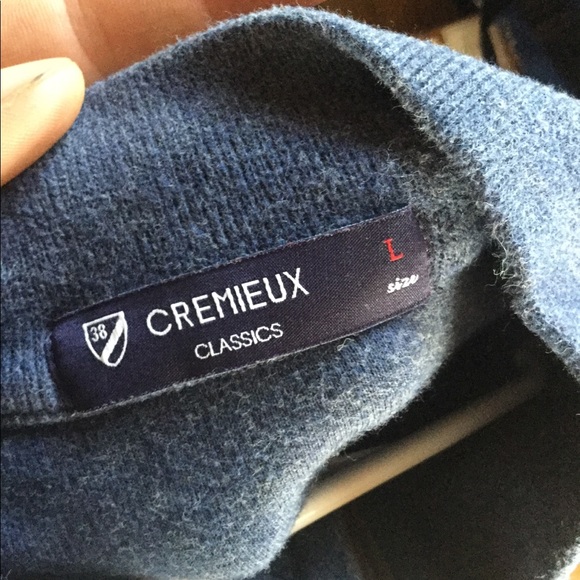 38
CREMIEUX
CLASSICS
L
size